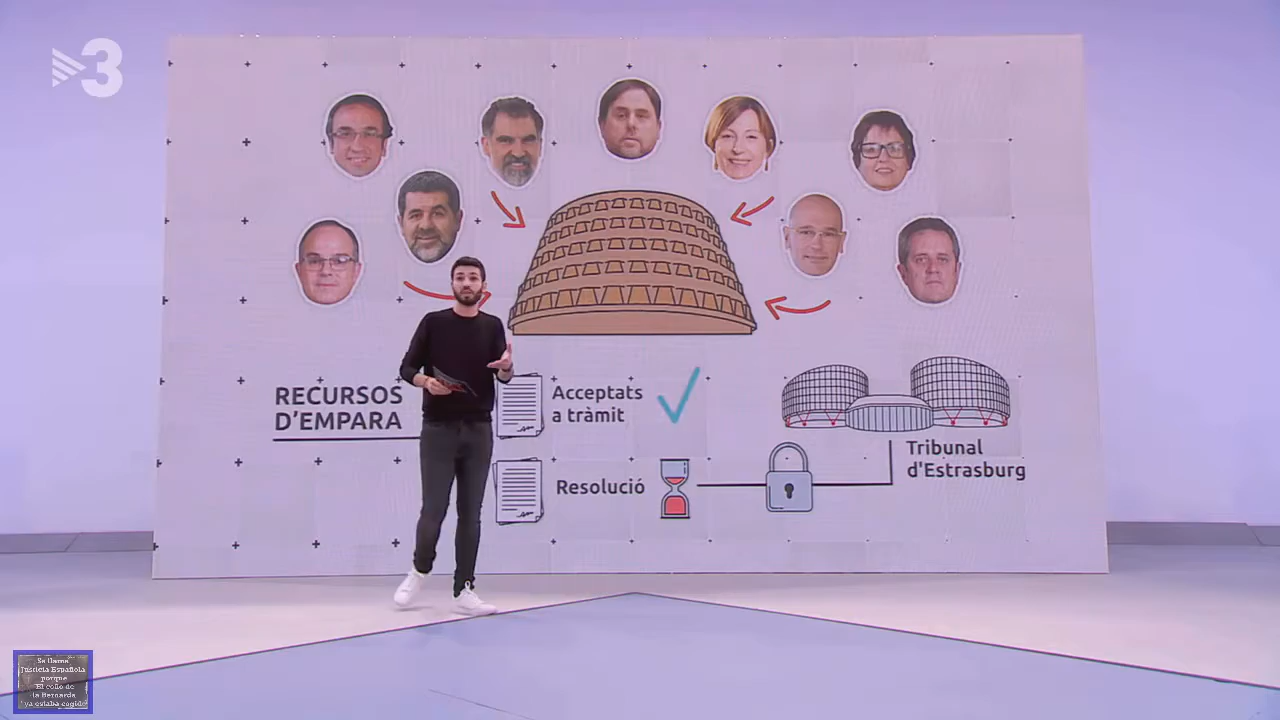 3
RECURSOS
D'EMPARA
Acceptats
a tràmit
Resolució
Tribunal
d'Estrasburg
Se llama
Justicia Española
porque
El coño de
la Bernarda
ya estaba cogido